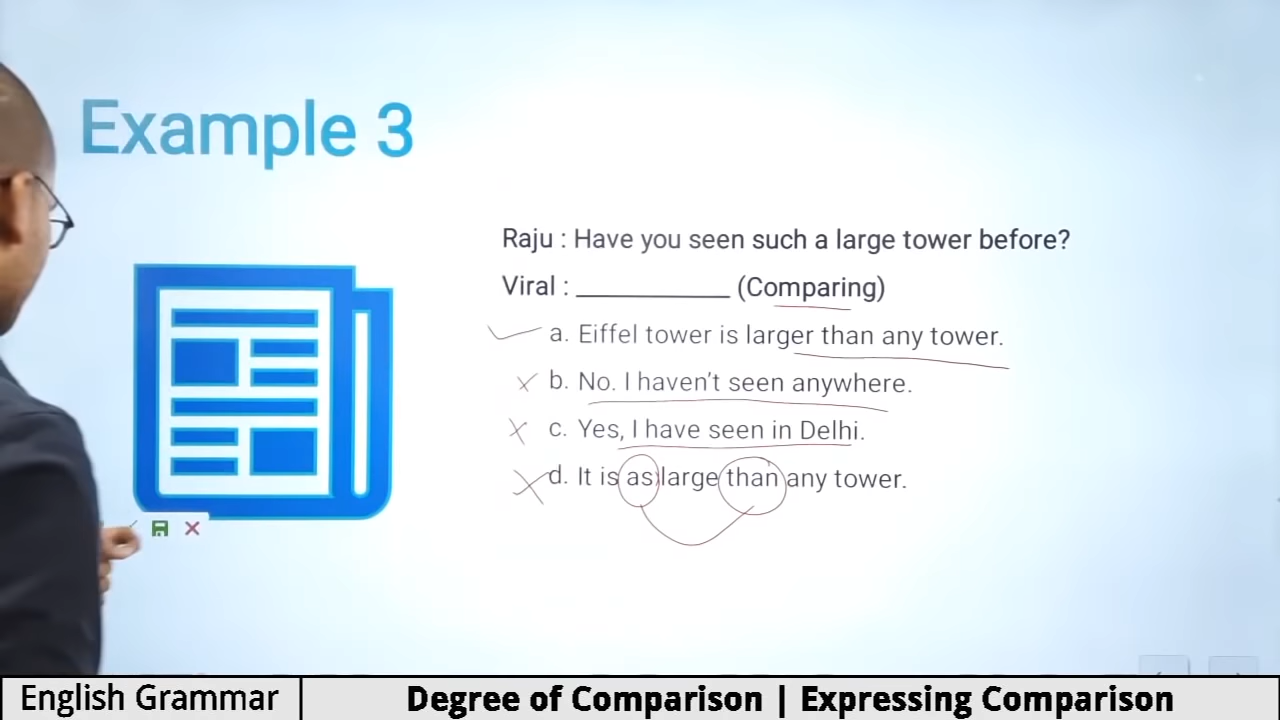 Example 3
Raju : Have you seen such a large tower before?
Viral : ____________ (Comparing)
a. Eiffel tower is larger than any tower.
b. No. I haven't seen anywhere.
c. Yes, I have seen in Delhi.
d. It is as large than any tower.
English Grammar
Degree of Comparison | Expressing Comparison